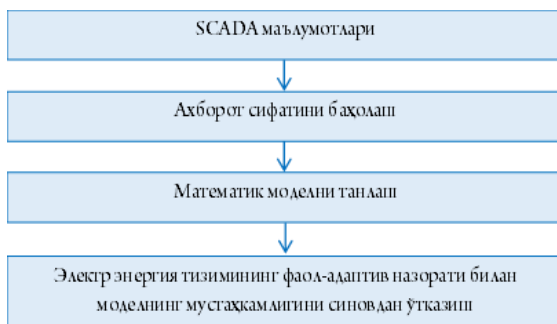 SCADA маълумотлари
Ахборот сифатини баҳолаш
Математик моделни танлаш
Электр энергия тизимининг фаол-адаптив назорати билан
моделнинг мустаҳкамлигини синовдан ўтказиш